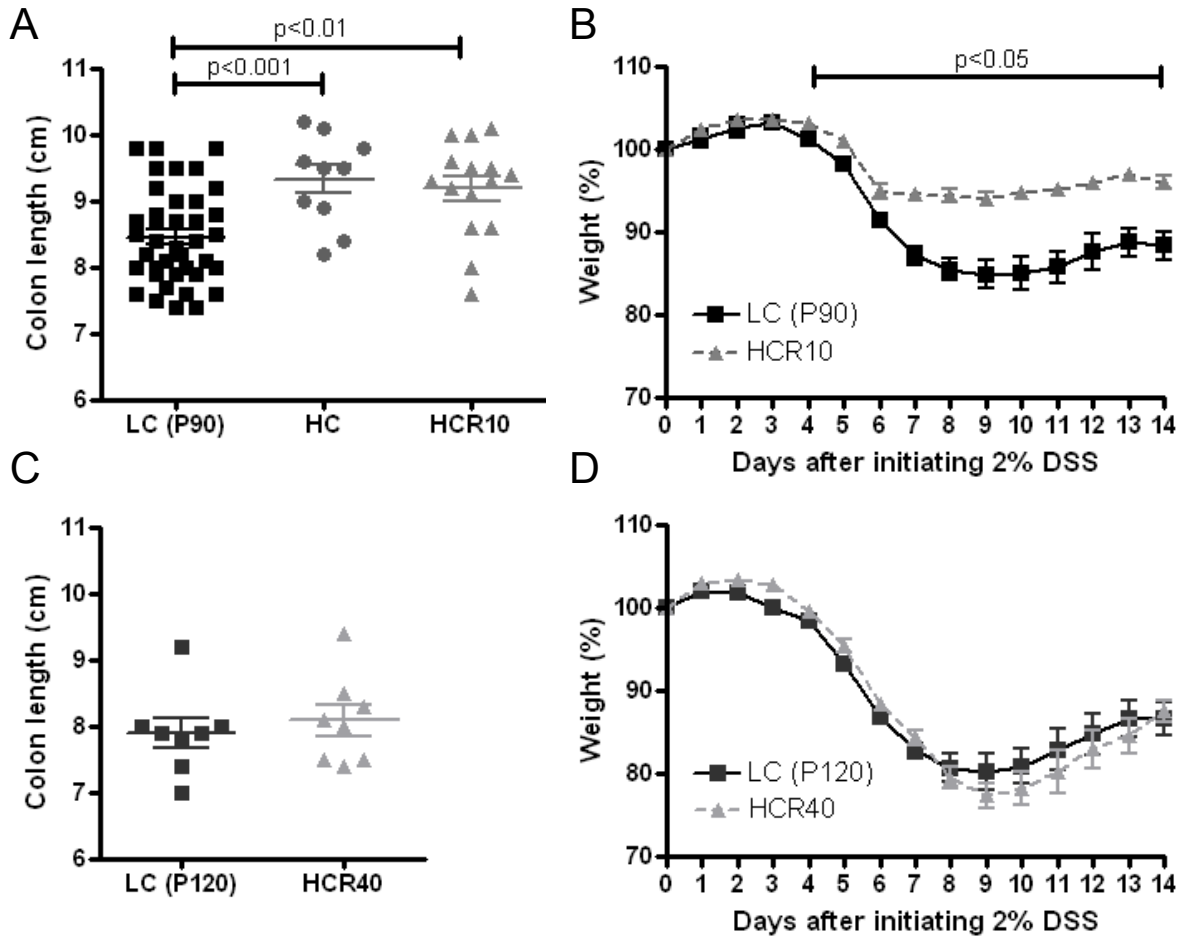 A
p<0.01
p<0.001
11
10
9
8
7
6
Colon length (cm)
LC (P90) HC HCR10
B
p<0.05
110
100
90
80
70
Weight (%)
LC (P90)
HCR10
0 1 2 3 4 5 6 7 8 9 10 11 12 13 14
Days after initiating 2% DSS
C
11
10
9
8
7
6
Colon length (cm)
LC (P120) HCR40
D
110
100
90
80
70
Weight (%)
LC (P120)
HCR40
0 1 2 3 4 5 6 7 8 9 10 11 12 13 14
Days after initiating 2% DSS